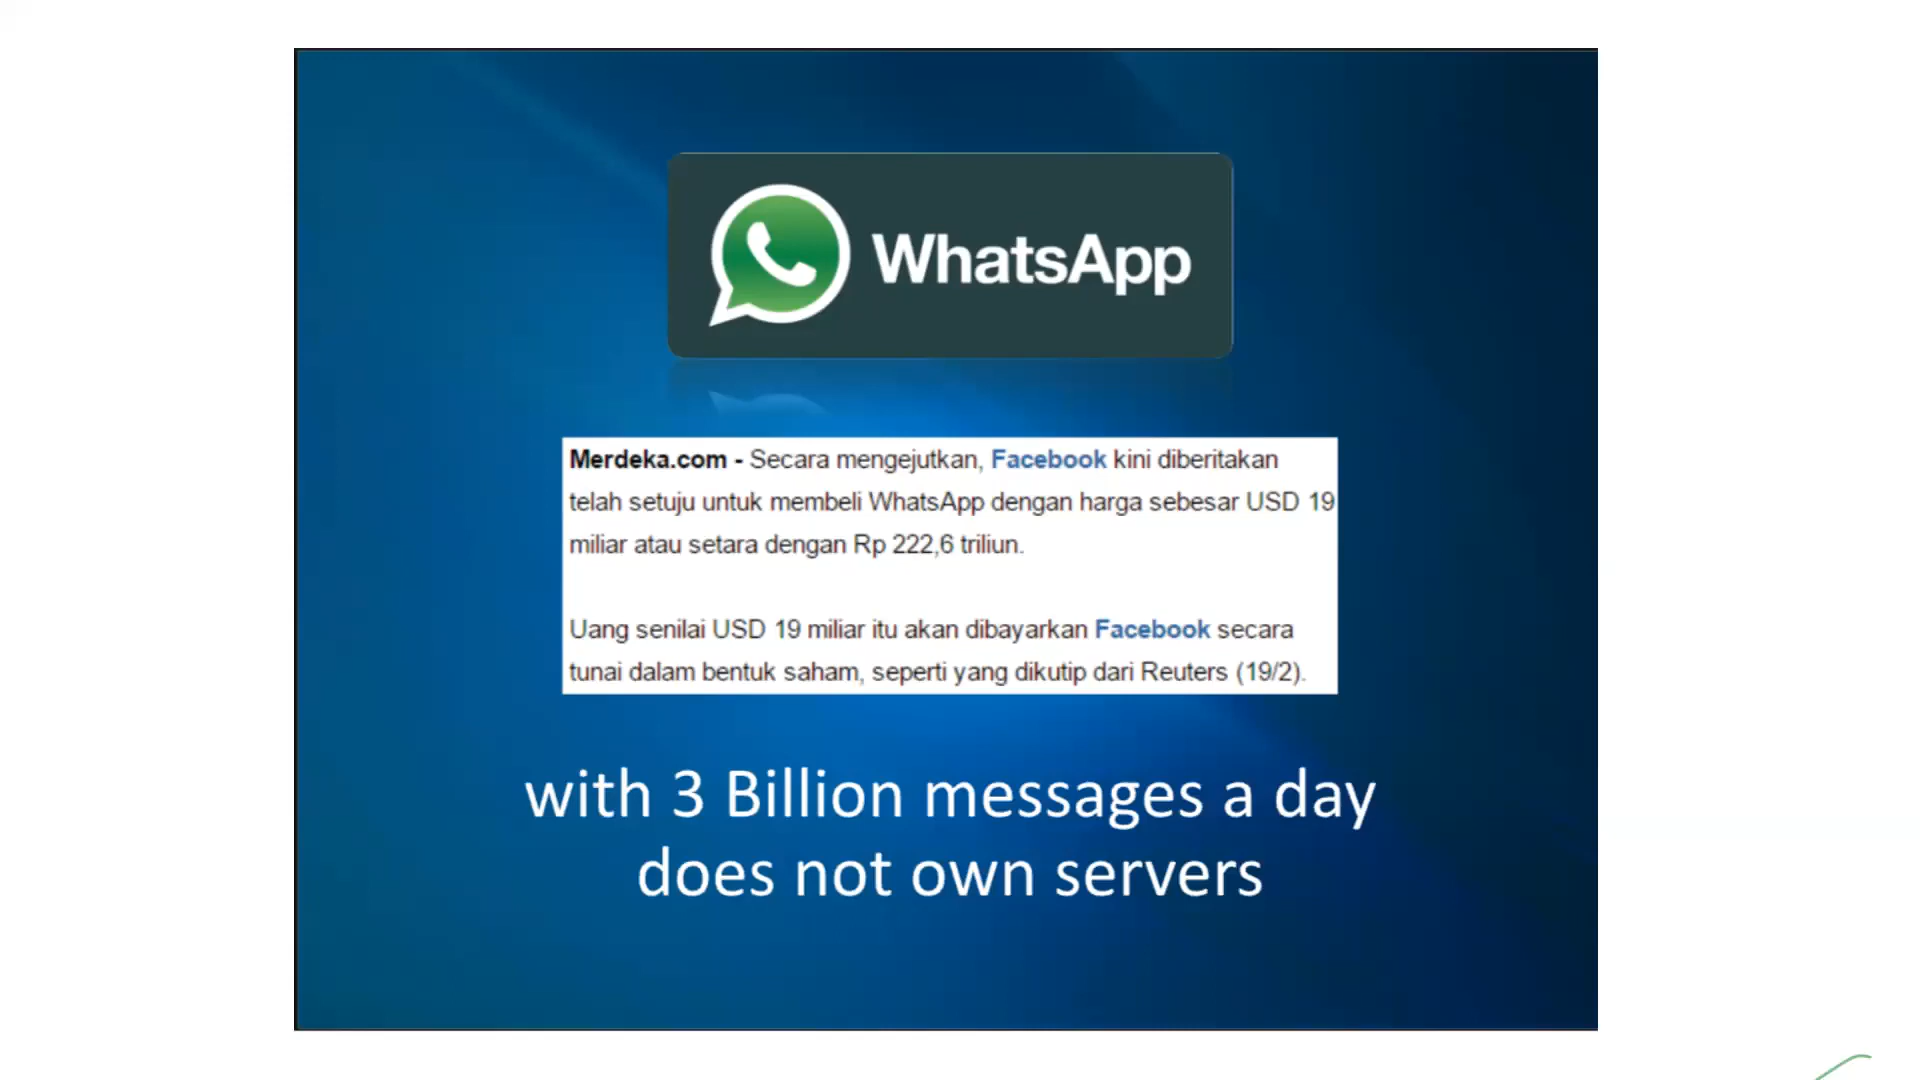 WhatsApp
Merdeka.com - Secara mengejutkan, Facebook kini diberitakan
telah setuju untuk membeli WhatsApp dengan harga sebesar USD 19
miliar atau setara dengan Rp 222,6 triliun.
Uang senilai USD 19 miliar itu akan dibayarkan Facebook secara
tunai dalam bentuk saham, seperti yang dikutip dari Reuters (19/2).
with 3 Billion messages a day
does not own servers